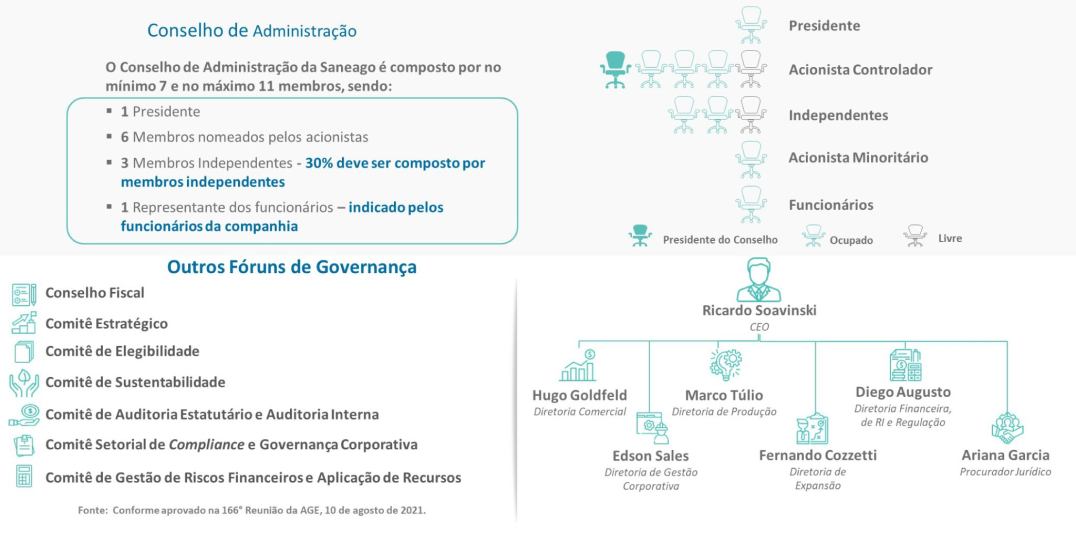 Conselho de Administração
O Conselho de Administração da Saneago é composto por no
mínimo 7 e no máximo 11 membros, sendo:
▪ 1 Presidente
▪ 6 Membros nomeados pelos acionistas
▪ 3 Membros Independentes - 30% deve ser composto por
membros independentes
▪ 1 Representante dos funcionários – indicado pelos
funcionários da companhia
Presidente
Acionista Controlador
Independentes
Acionista Minoritário
Funcionários
Presidente do Conselho
Ocupado
Livre
Outros Fóruns de Governança
Conselho Fiscal
Comitê Estratégico
Comitê de Elegibilidade
Comitê de Sustentabilidade
Comitê de Auditoria Estatutário e Auditoria Interna
Comitê Setorial de Compliance e Governança Corporativa
Comitê de Gestão de Riscos Financeiros e Aplicação de Recursos
Fonte: Conforme aprovado na 166° Reunião da AGE, 10 de agosto de 2021.
Ricardo Soavinski
CEO
Hugo Goldfeld
Diretoria Comercial
Marco Túlio
Diretoria de Produção
Diego Augusto
Diretoria Financeira,
de RI e Regulação
Edson Sales
Diretoria de Gestão
Corporativa
Fernando Cozzetti
Diretoria de
Expansão
Ariana Garcia
Procurador Jurídico